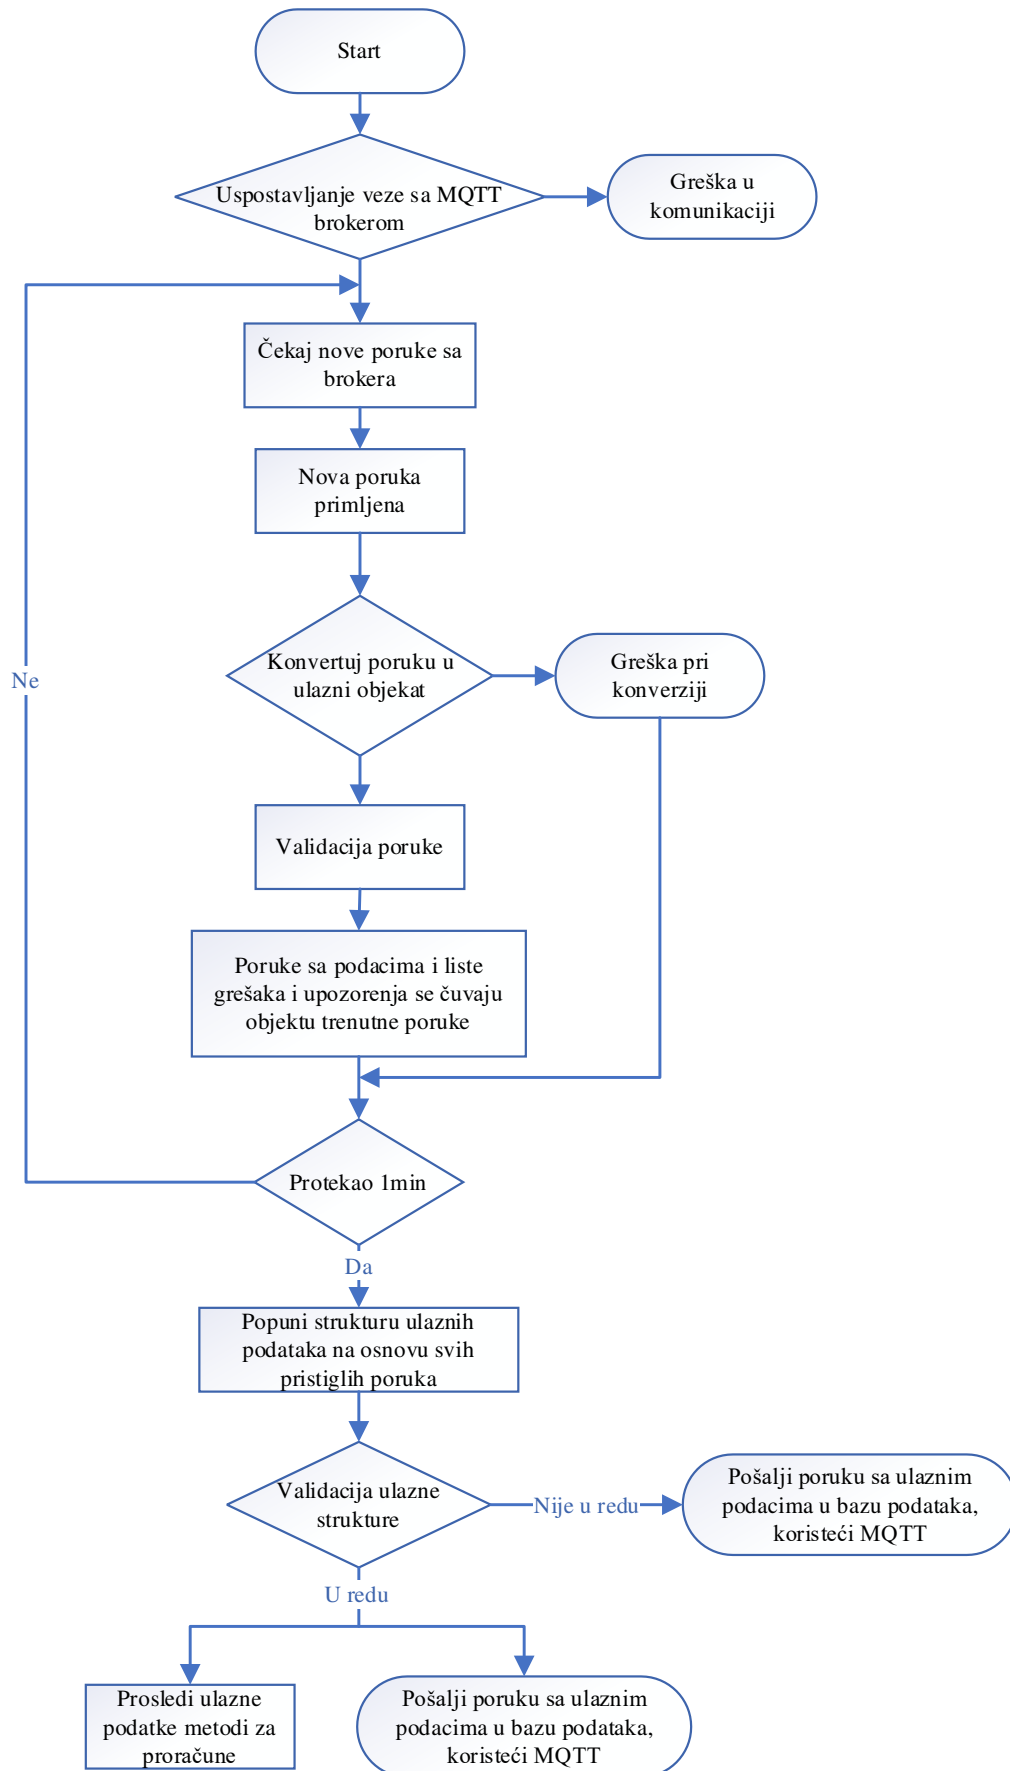 Start
Uspostavljanje veze sa MQTT
brokerom
Greška u
komunikaciji
Čekaj nove poruke sa
brokera
Nova poruka
primljena
Konvertuj poruku u
ulazni objekat
Greška pri
konverziji
Ne
Validacija poruke
Poruke sa podacima i liste
grešaka i upozorenja se čuvaju
objektu trenutne poruke
Protekao 1min
Da
Popuni strukturu ulaznih
podataka na osnovu svih
pristiglih poruka
Validacija ulazne
strukture
Nije u redu
Pošalji poruku sa ulaznim
podacima u bazu podataka,
koristeći MQTT
U redu
Prosledi ulazne
podatke metodi za
proračune
Pošalji poruku sa ulaznim
podacima u bazu podataka,
koristeći MQTT